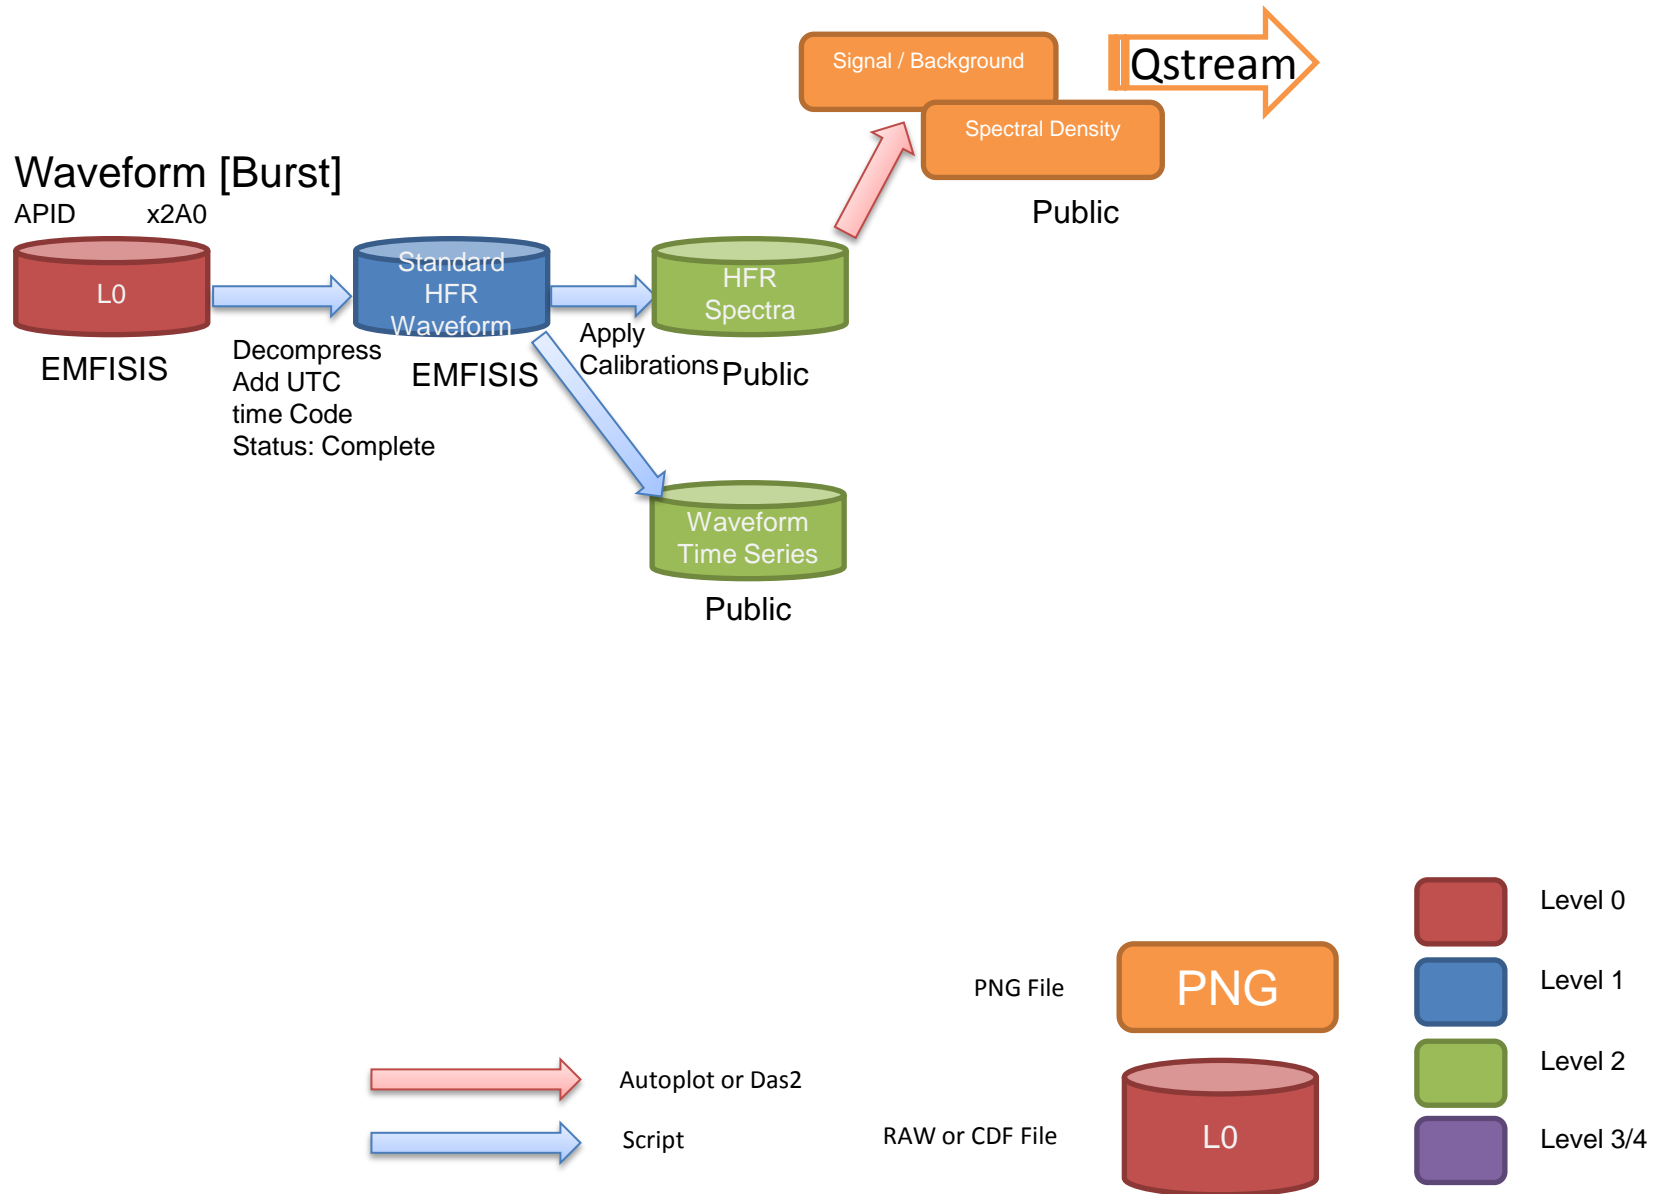 Signal / Background
Qstream
Spectral Density
Public
Waveform [Burst]
APID x2A0
L0
EMFISIS
Decompress
Add UTC
time Code
Status: Complete
Standard
HFR
Waveform
EMFISIS
Apply
Calibrations
HFR
Spectra
Public
Waveform
Time Series
Public
Autoplot or Das2
Script
PNG File
PNG
RAW or CDF File
L0
Level 0
Level 1
Level 2
Level 3/4